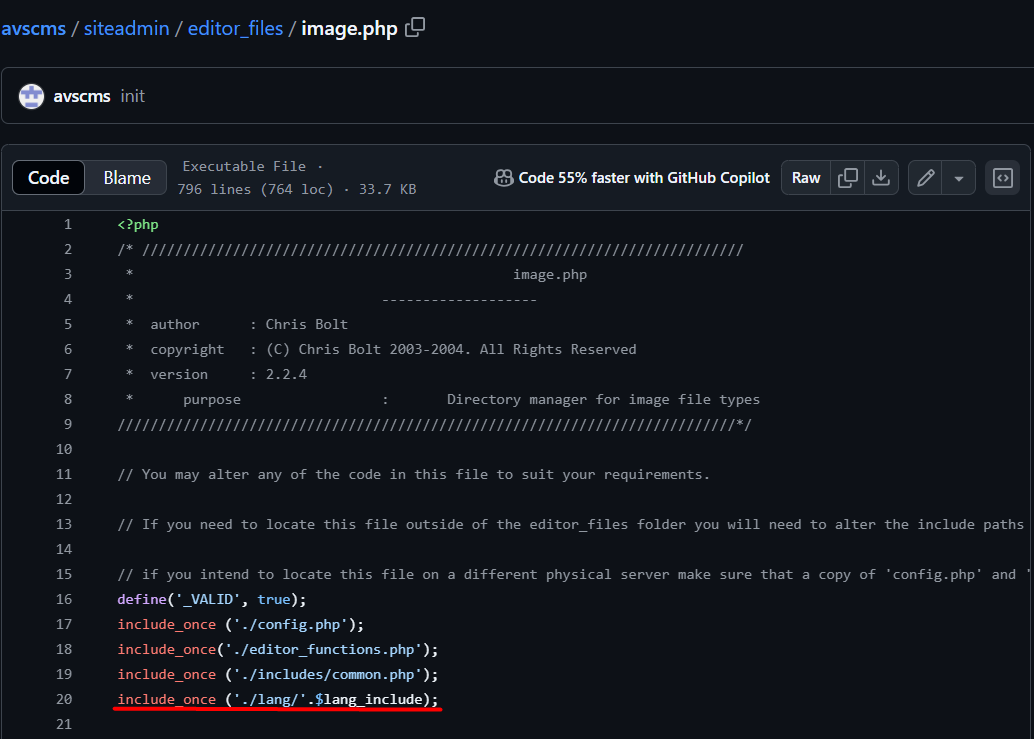 avscms / siteadmin / editor_files / image.php
avscms init
Code Blame Executable File ·
796 lines (764 loc) · 33.7 KB
Code 55% faster with GitHub Copilot Raw
1 <?php
2 /* /////////////////////////////////////////////////////////////////////////
3 * image.php
4 * -------------------
5 * author : Chris Bolt
6 * copyright : (C) Chris Bolt 2003-2004. All Rights Reserved
7 * version : 2.2.4
8 * purpose : Directory manager for image file types
9 ///////////////////////////////////////////////////////////////////////////*/
10
11 // You may alter any of the code in this file to suit your requirements.
12
13 // If you need to locate this file outside of the editor_files folder you will need to alter the include paths
14
15 // if you intend to locate this file on a different physical server make sure that a copy of 'config.php' and '
16 define('_VALID', true);
17 include_once ('./config.php');
18 include_once('./editor_functions.php');
19 include_once ('./includes/common.php');
20 include_once ('./lang/'.$lang_include);
21